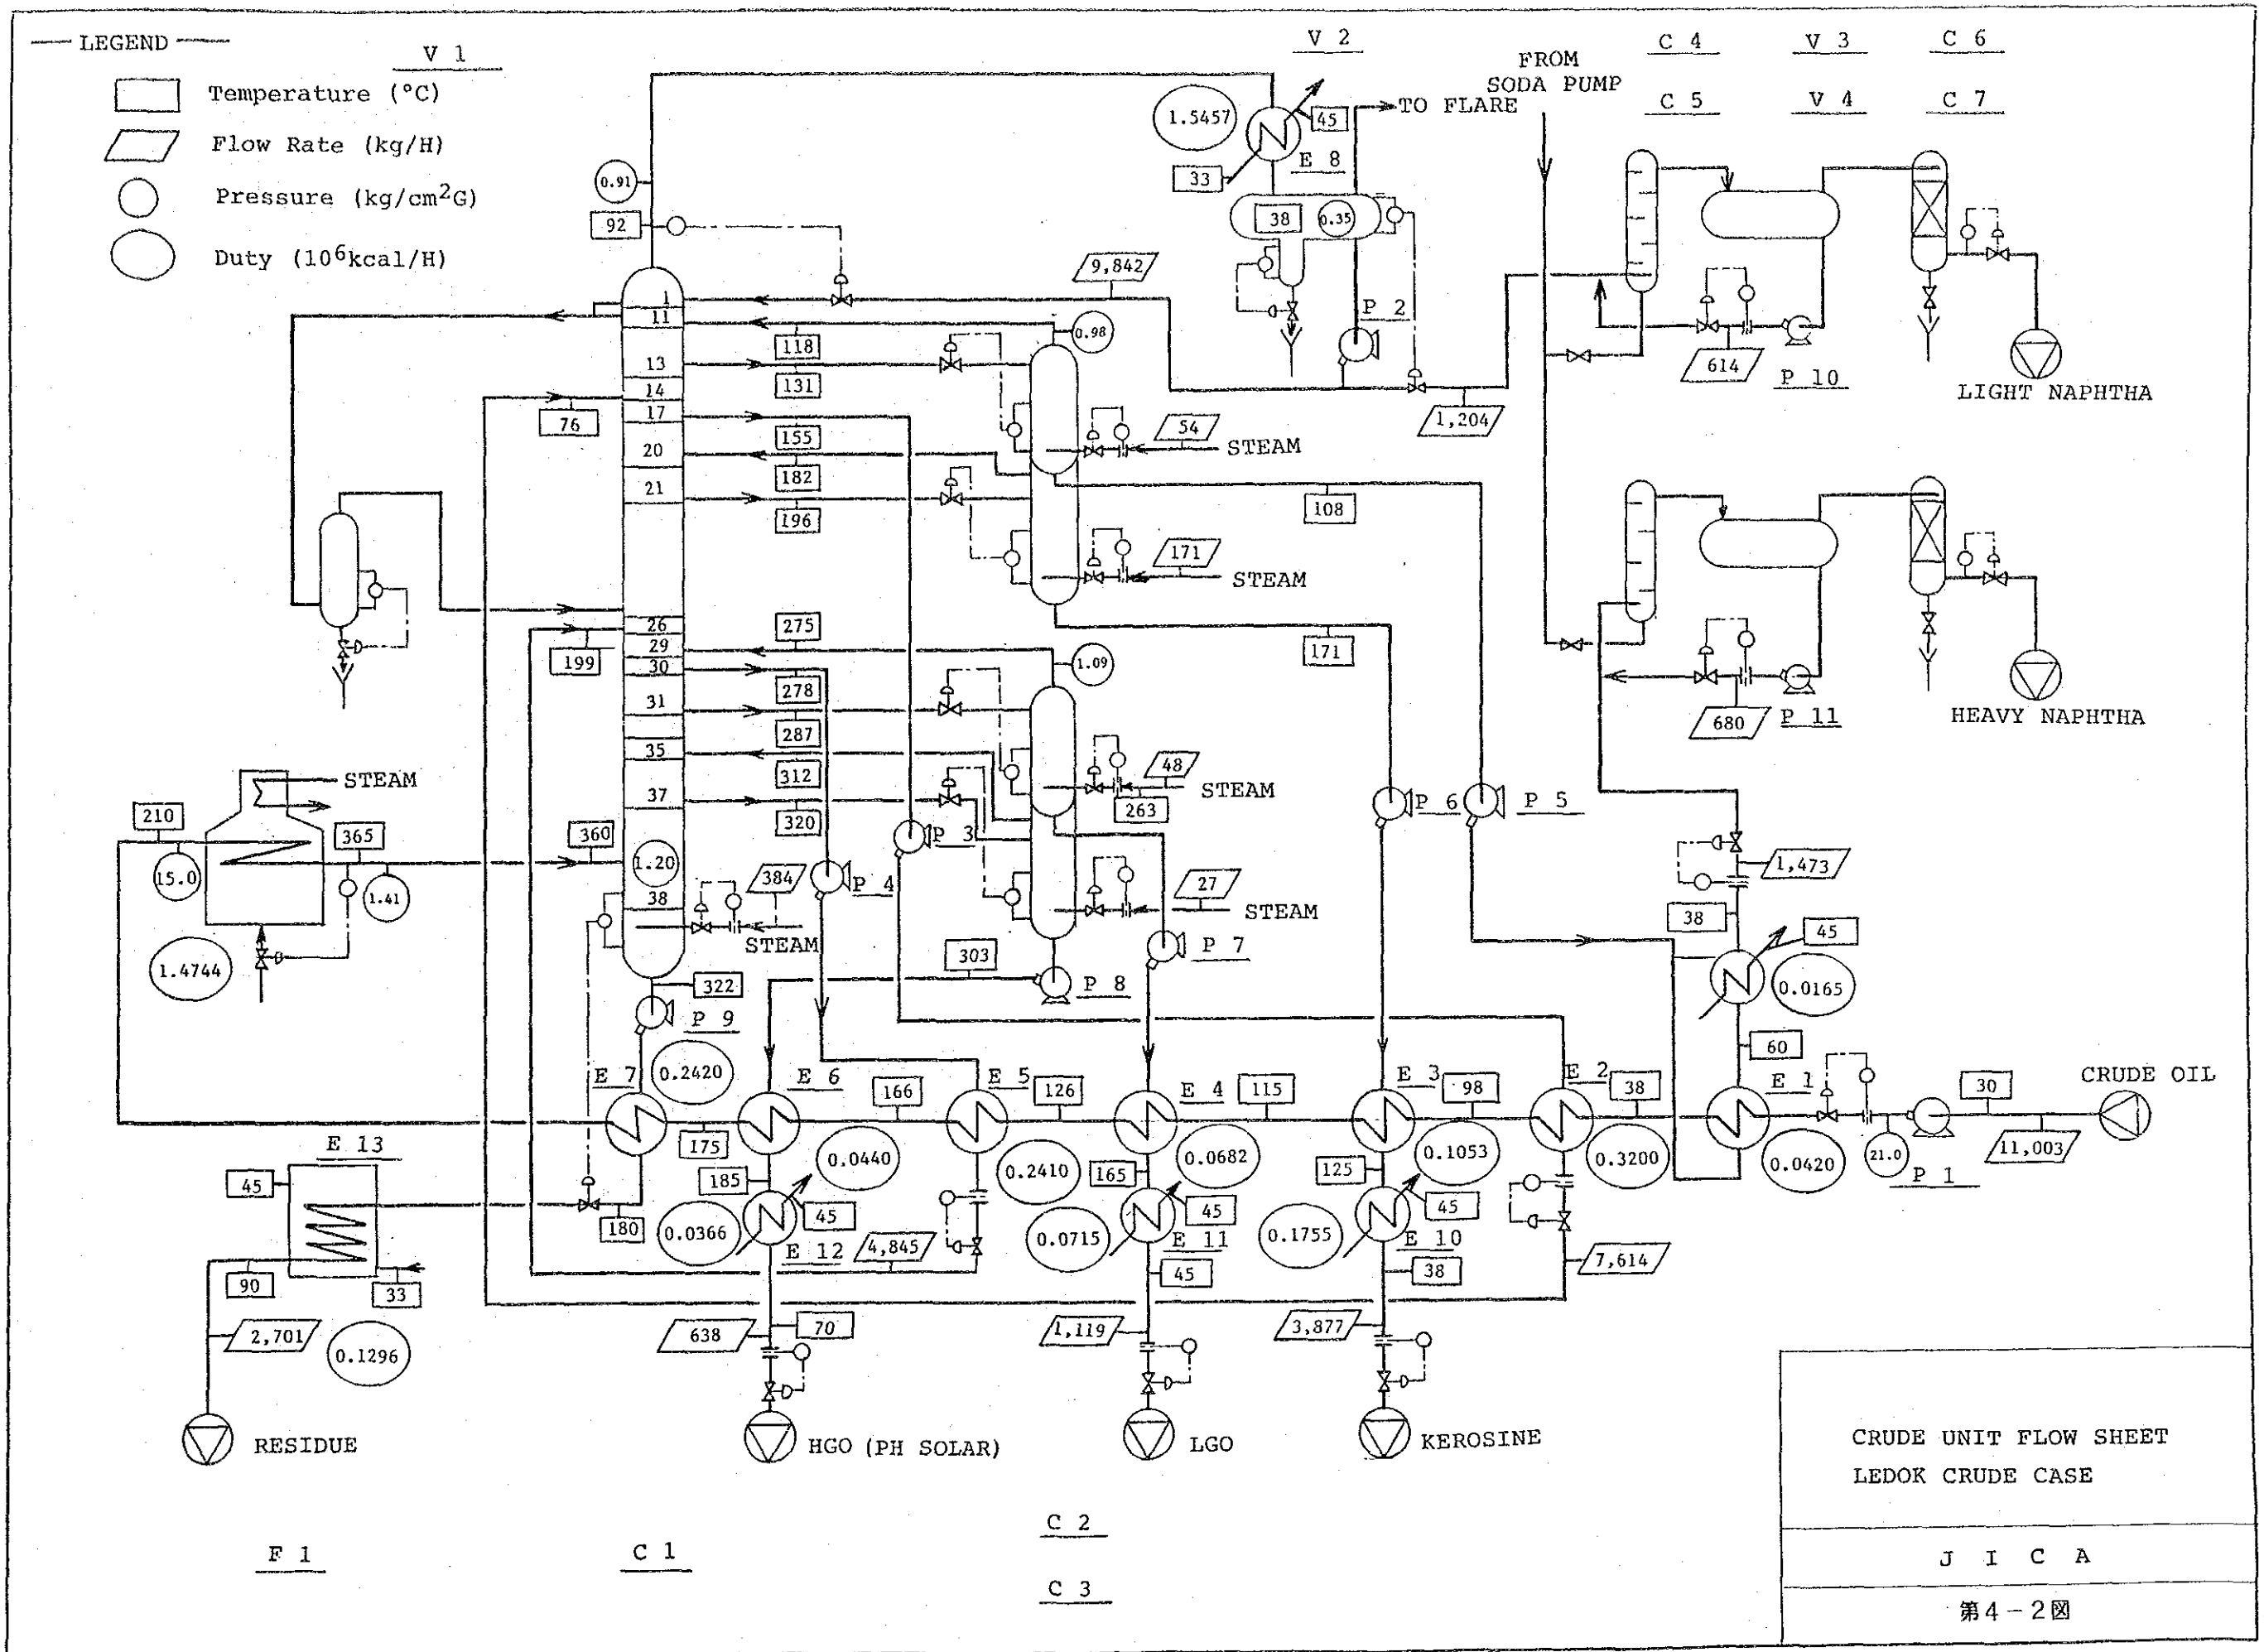 LEGEND
Temperature (°C)
Flow Rate (kg/H)
Pressure (kg/cm²G)
Duty (10⁶kcal/H)
V 1
V 2
C 4
V 3
C 6
C 5
V 4
C 7
FROM
SODA PUMP
TO FLARE
1.5457
45
E 8
33
0.91
92
38
0.35
9,842
P 2
1
11
118
0.98
13
131
14
76
17
155
54
STEAM
20
182
21
196
108
171
STEAM
1,204
614
P 10
LIGHT NAPHTHA
26
275
199
29
1.09
30
278
171
31
287
680
P 11
HEAVY NAPHTHA
35
312
48
STEAM
263
37
320
STEAM
210
365
360
15.0
1.41
1.20
1.4744
P 3
P 4
P 6
P 5
384
38
STEAM
27
STEAM
1,473
38
45
0.0165
60
322
P 9
303
P 8
P 7
0.2420
E 7
E 6
166
E 5
126
E 4
115
E 3
98
E 2
38
E 1
30
CRUDE OIL
175
0.0440
0.2410
0.0682
0.1053
0.3200
0.0420
21.0
P 1
11,003
E 13
45
180
185
45
0.0366
E 12
4,845
165
45
0.0715
E 11
125
45
0.1755
E 10
7,614
90
33
45
38
2,701
0.1296
638
70
1,119
3,877
RESIDUE
HGO (PH SOLAR)
LGO
KEROSINE
F 1
C 1
C 2
C 3
CRUDE UNIT FLOW SHEET
LEDOK CRUDE CASE
J I C A
第4-2図